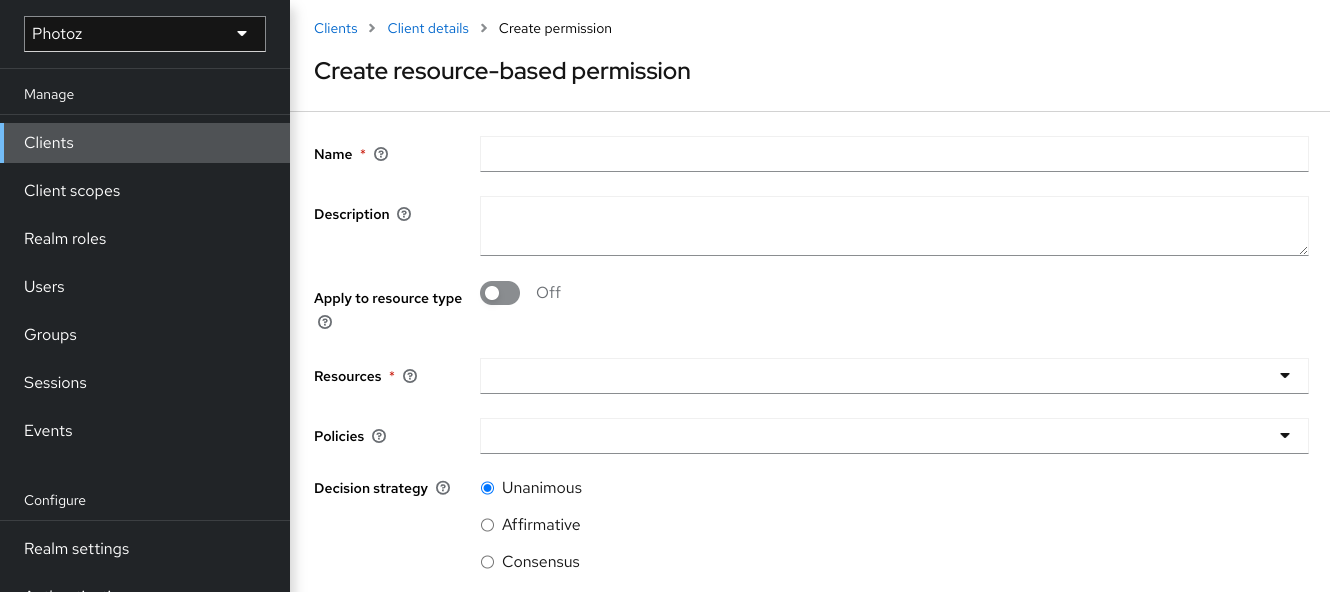 Photoz
Manage
Clients
Client scopes
Realm roles
Users
Groups
Sessions
Events
Configure
Realm settings
Clients > Client details > Create permission
Create resource-based permission
Name *
Description
Apply to resource type
Off
Resources *
Policies
Decision strategy
Unanimous
Affirmative
Consensus